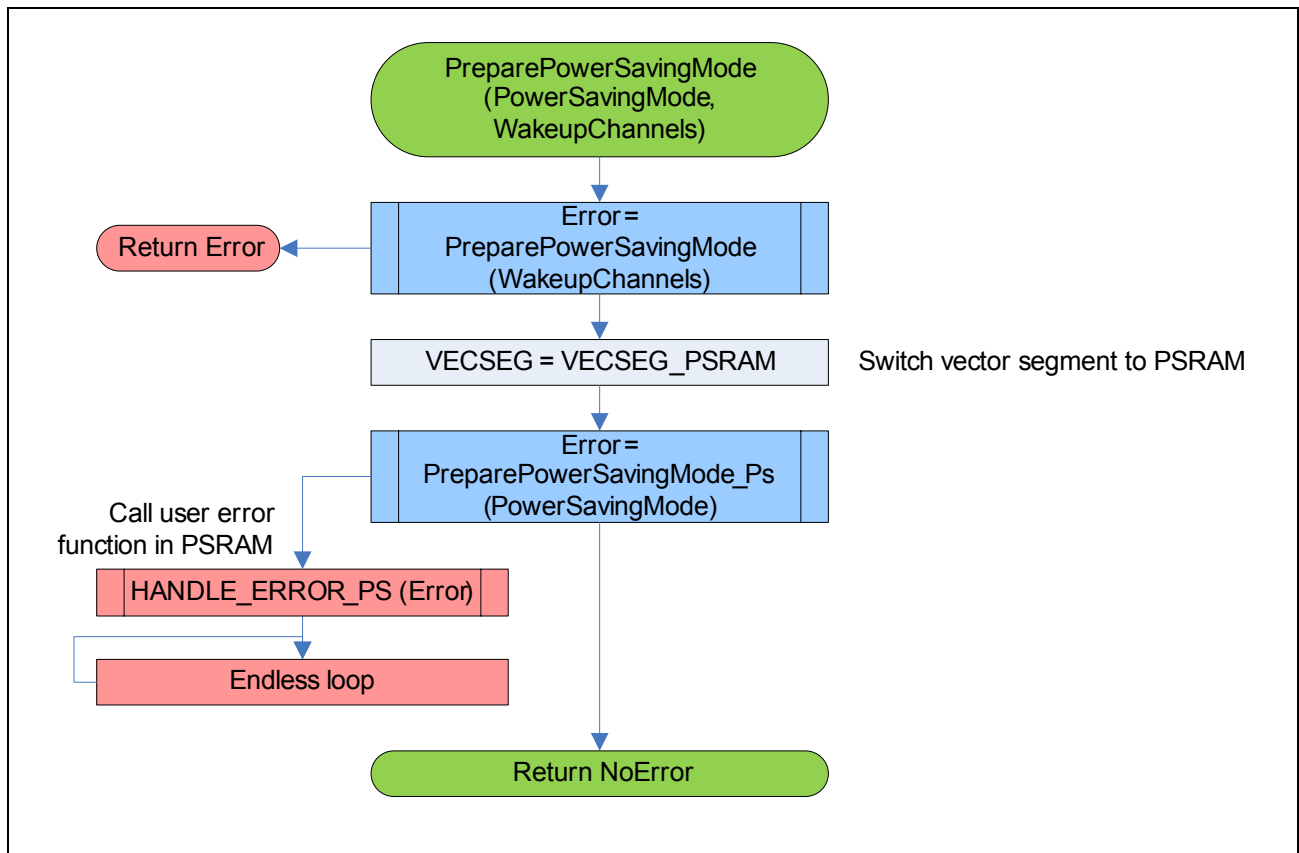 PreparePowerSavingMode
(PowerSavingMode,
WakeupChannels)
Error=
PreparePowerSavingMode
(WakeupChannels)
Return Error
VECSEG = VECSEG_PSRAM
Switch vector segment to PSRAM
Error=
PreparePowerSavingMode_Ps
(PowerSavingMode)
Call user error
function in PSRAM
HANDLE_ERROR_PS (Error)
Endless loop
Return NoError